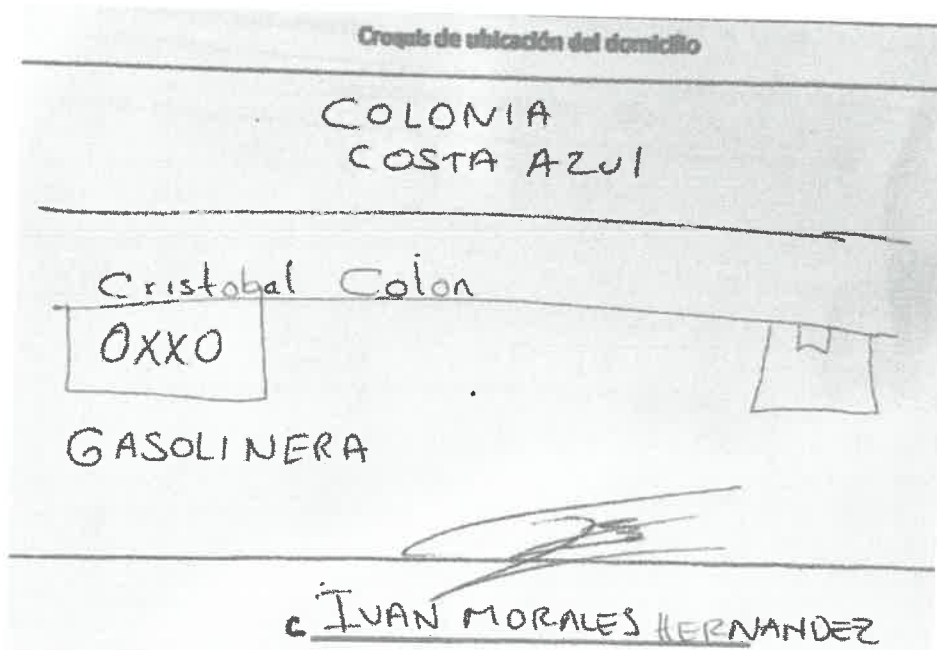 Croquis de ubicación del domicilio
COLONIA
COSTA AZUl
Cristobal Colon
OXXO
GASOLINERA
c IVAN MORALES HERNANDEZ